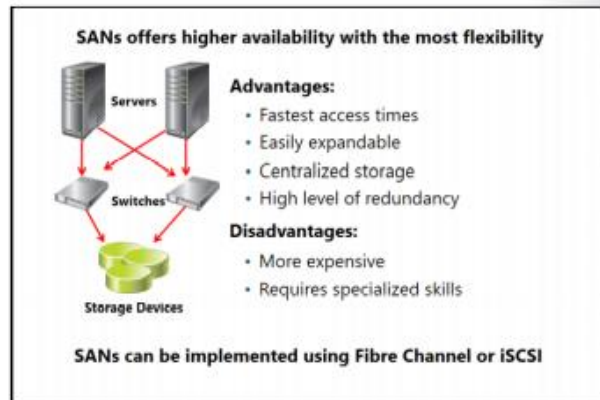 SANs offers higher availability with the most flexibility
Servers
Switches
Storage Devices
Advantages:
• Fastest access times
• Easily expandable
• Centralized storage
• High level of redundancy
Disadvantages:
• More expensive
• Requires specialized skills
SANs can be implemented using Fibre Channel or iSCSI